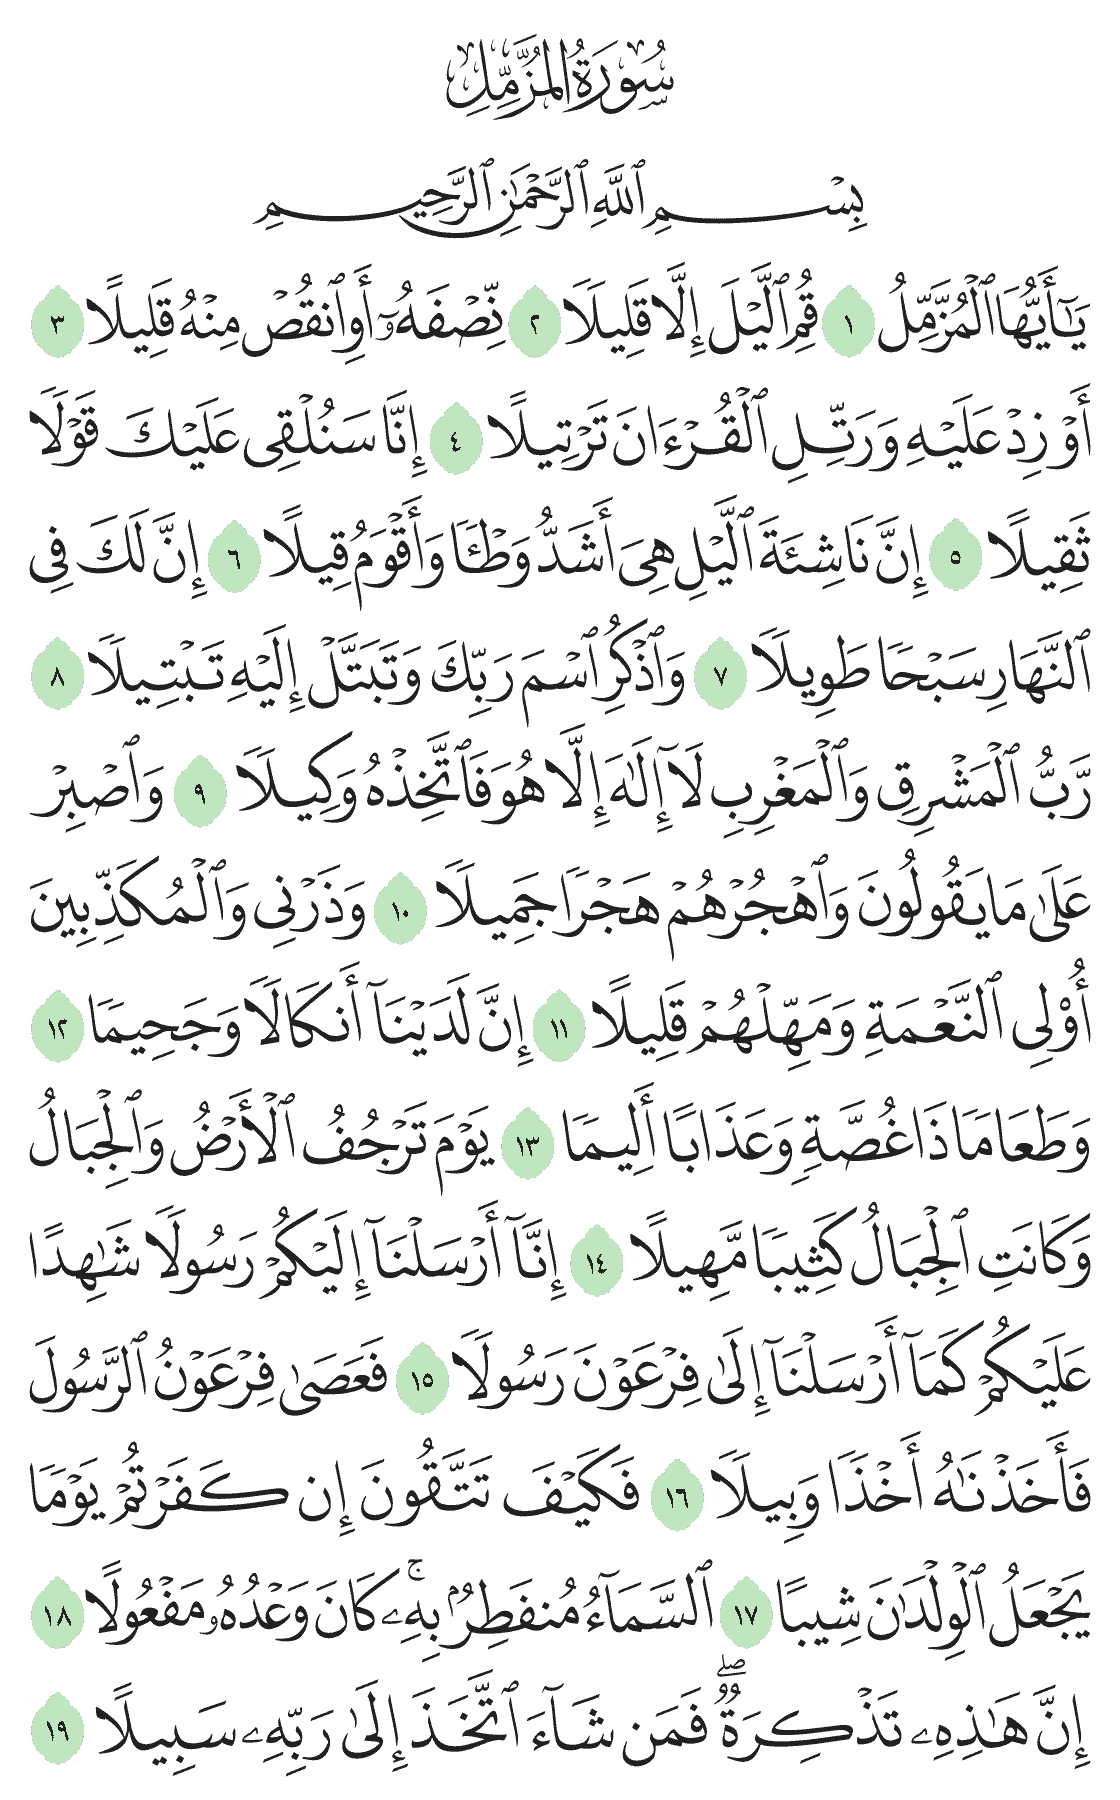 سُورَةُ المُزَّمِّلِ
بِسْمِ ٱللَّهِ ٱلرَّحْمَٰنِ ٱلرَّحِيمِ
يَٰٓأَيُّهَا ٱلْمُزَّمِّلُ ١ قُمِ ٱلَّيْلَ إِلَّا قَلِيلًا ٢ نِّصْفَهُۥٓ أَوِ ٱنقُصْ مِنْهُ قَلِيلًا ٣
أَوْ زِدْ عَلَيْهِ وَرَتِّلِ ٱلْقُرْءَانَ تَرْتِيلًا ٤ إِنَّا سَنُلْقِى عَلَيْكَ قَوْلًا
ثَقِيلًا ٥ إِنَّ نَاشِئَةَ ٱلَّيْلِ هِىَ أَشَدُّ وَطْـًٔا وَأَقْوَمُ قِيلًا ٦ إِنَّ لَكَ فِى
ٱلنَّهَارِ سَبْحًا طَوِيلًا ٧ وَٱذْكُرِ ٱسْمَ رَبِّكَ وَتَبَتَّلْ إِلَيْهِ تَبْتِيلًا ٨
رَّبُّ ٱلْمَشْرِقِ وَٱلْمَغْرِبِ لَآ إِلَٰهَ إِلَّا هُوَ فَٱتَّخِذْهُ وَكِيلًا ٩ وَٱصْبِرْ
عَلَىٰ مَا يَقُولُونَ وَٱهْجُرْهُمْ هَجْرًا جَمِيلًا ١٠ وَذَرْنِى وَٱلْمُكَذِّبِينَ
أُو۟لِى ٱلنَّعْمَةِ وَمَهِّلْهُمْ قَلِيلًا ١١ إِنَّ لَدَيْنَآ أَنكَالًا وَجَحِيمًا ١٢
وَطَعَامًا ذَا غُصَّةٍ وَعَذَابًا أَلِيمًا ١٣ يَوْمَ تَرْجُفُ ٱلْأَرْضُ وَٱلْجِبَالُ
وَكَانَتِ ٱلْجِبَالُ كَثِيبًا مَّهِيلًا ١٤ إِنَّآ أَرْسَلْنَآ إِلَيْكُمْ رَسُولًا شَٰهِدًا
عَلَيْكُمْ كَمَآ أَرْسَلْنَآ إِلَىٰ فِرْعَوْنَ رَسُولًا ١٥ فَعَصَىٰ فِرْعَوْنُ ٱلرَّسُولَ
فَأَخَذْنَٰهُ أَخْذًا وَبِيلًا ١٦ فَكَيْفَ تَتَّقُونَ إِن كَفَرْتُمْ يَوْمًا
يَجْعَلُ ٱلْوِلْدَٰنَ شِيبًا ١٧ ٱلسَّمَآءُ مُنفَطِرٌۢ بِهِۦ ۚ كَانَ وَعْدُهُۥ مَفْعُولًا ١٨
إِنَّ هَٰذِهِۦ تَذْكِرَةٌ ۖ فَمَن شَآءَ ٱتَّخَذَ إِلَىٰ رَبِّهِۦ سَبِيلًا ١٩